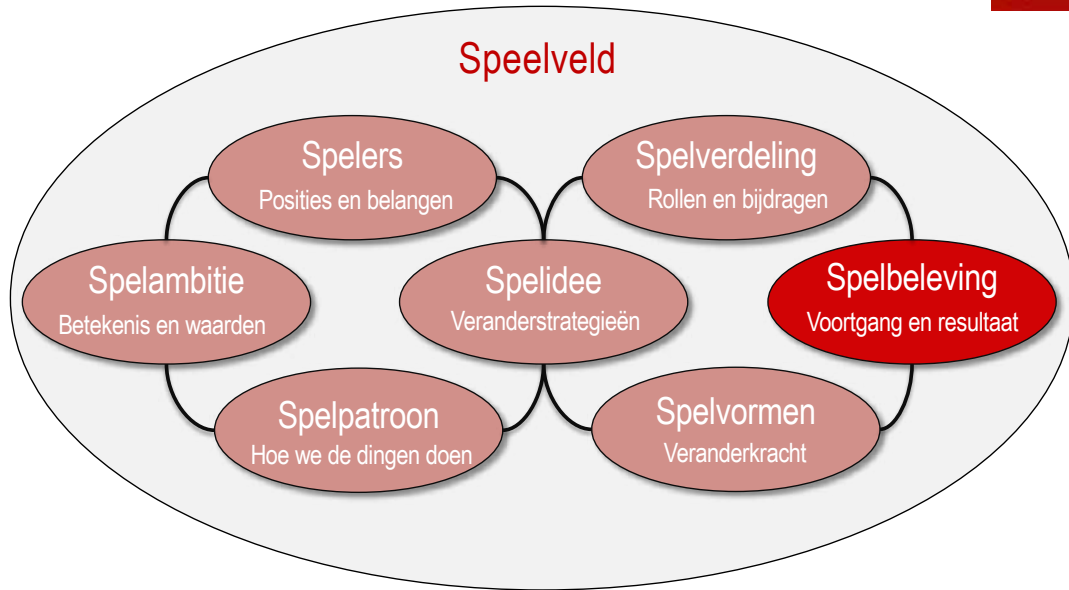 Speelveld
Spelers
Posities en belangen
Spelverdeling
Rollen en bijdragen
Spelambitie
Betekenis en waarden
Spelidee
Veranderstrategieën
Spelbeleving
Voortgang en resultaat
Spelpatroon
Hoe we de dingen doen
Spelvormen
Veranderkracht